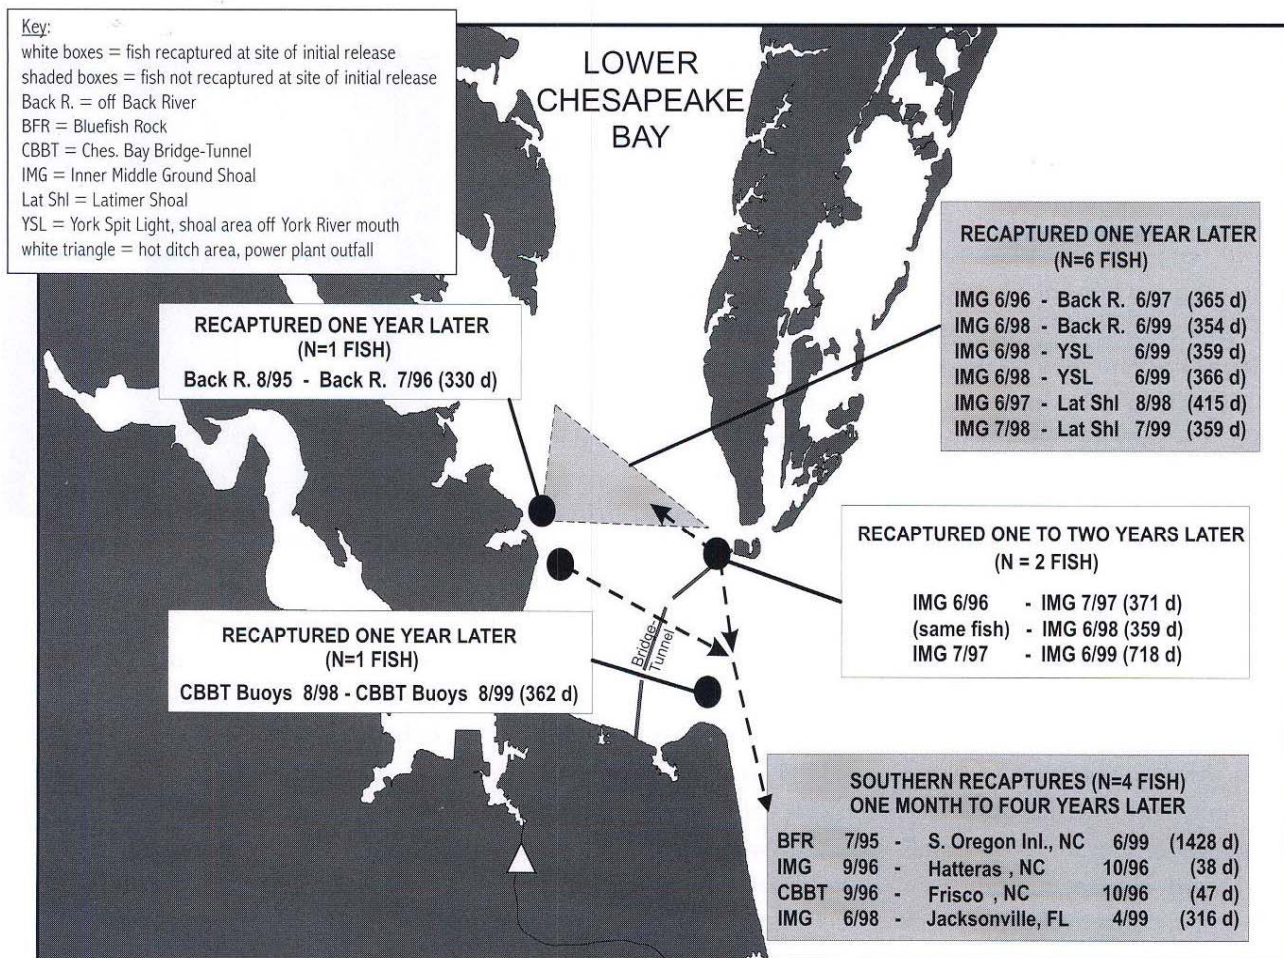 Key:
white boxes = fish recaptured at site of initial release
shaded boxes = fish not recaptured at site of initial release
Back R. = off Back River
BFR = Bluefish Rock
CBBT = Ches. Bay Bridge-Tunnel
IMG = Inner Middle Ground Shoal
Lat Shl = Latimer Shoal
YSL = York Spit Light, shoal area off York River mouth
white triangle = hot ditch area, power plant outfall
LOWER
CHESAPEAKE
BAY
RECAPTURED ONE YEAR LATER
(N=6 FISH)
IMG 6/96 - Back R. 6/97 (365 d)
IMG 6/98 - Back R. 6/99 (354 d)
IMG 6/98 - YSL 6/99 (359 d)
IMG 6/98 - YSL 6/99 (366 d)
IMG 6/97 - Lat Shl 8/98 (415 d)
IMG 7/98 - Lat Shl 7/99 (359 d)
RECAPTURED ONE YEAR LATER
(N=1 FISH)
Back R. 8/95 - Back R. 7/96 (330 d)
RECAPTURED ONE TO TWO YEARS LATER
(N = 2 FISH)
IMG 6/96 - IMG 7/97 (371 d)
(same fish) - IMG 6/98 (359 d)
IMG 7/97 - IMG 6/99 (718 d)
RECAPTURED ONE YEAR LATER
(N=1 FISH)
CBBT Buoys 8/98 - CBBT Buoys 8/99 (362 d)
Bridge-
Tunnel
SOUTHERN RECAPTURES (N=4 FISH)
ONE MONTH TO FOUR YEARS LATER
BFR 7/95 - S. Oregon Inl., NC 6/99 (1428 d)
IMG 9/96 - Hatteras , NC 10/96 (38 d)
CBBT 9/96 - Frisco , NC 10/96 (47 d)
IMG 6/98 - Jacksonville, FL 4/99 (316 d)